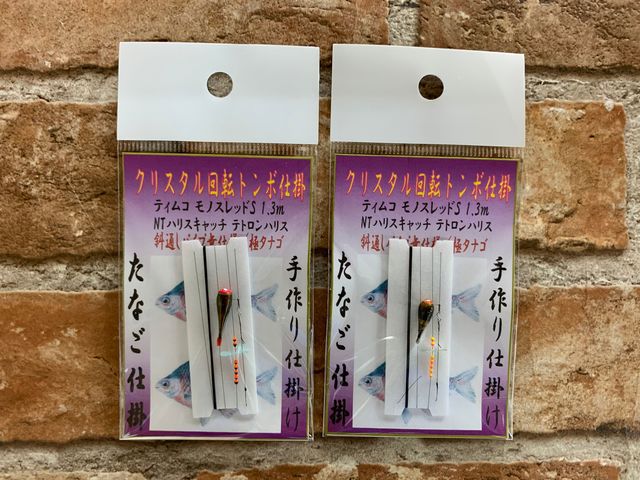 クリスタル回転トンボ仕掛
ティムコ モノスレッドS 1.3m
NTハリスキャッチ テトロンハリス
斜通し
極タナゴ
たなご仕掛
手作り仕掛け
クリスタル回転トンボ仕掛
ティムコ モノスレッドS 1.3m
NTハリスキャッチ テトロンハリス
斜通し
極タナゴ
たなご仕掛
手作り仕掛け